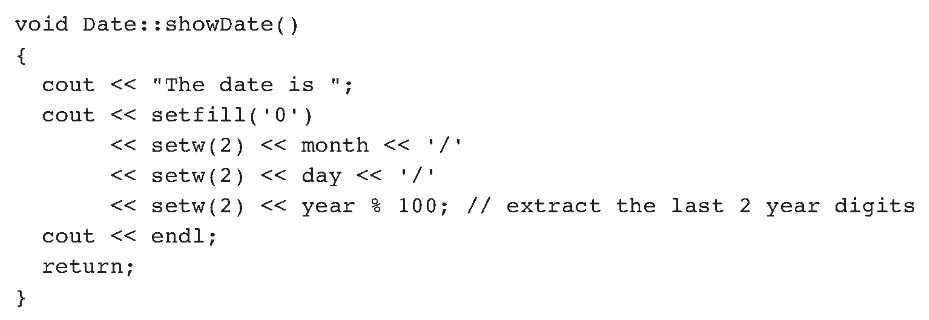 void Date::showDate()
{
  cout << "The date is ";
  cout << setfill('0')
       << setw(2) << month << '/'
       << setw(2) << day << '/'
       << setw(2) << year % 100; // extract the last 2 year digits
  cout << endl;
  return;
}